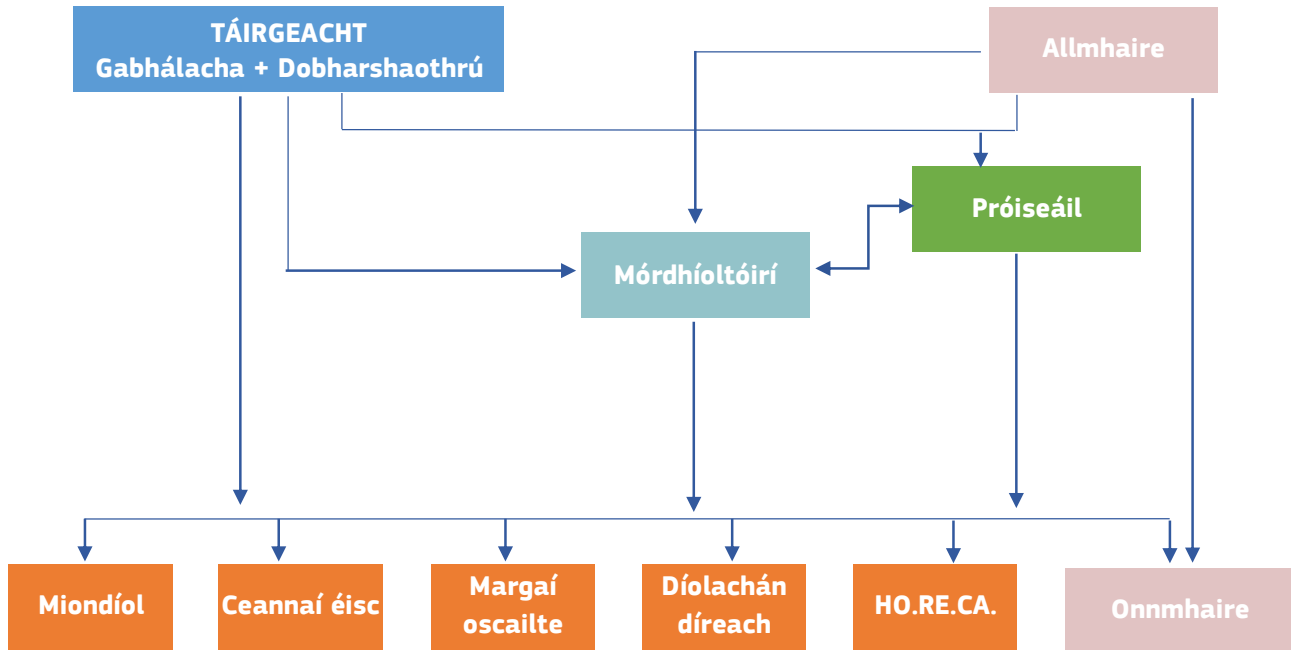 TÁIRGEACHT
Gabhálacha + Dobharshaothrú
Allmhaire
Próiseáil
Mórdhíoltóirí
Miondíol
Ceannaí éisc
Margaí
oscailte
Díolachán
díreach
HO.RE.CA.
Onnmhaire